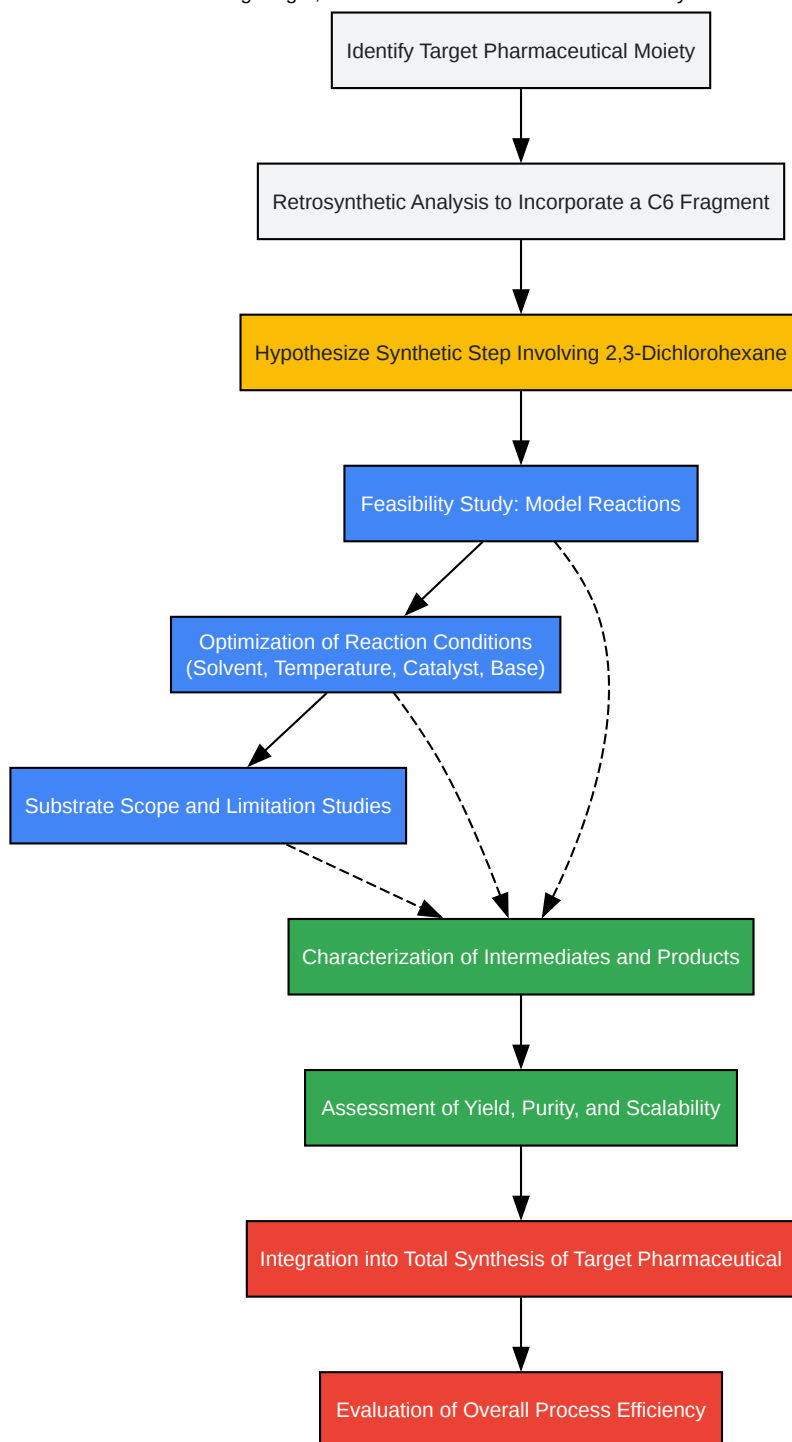 Identify Target Pharmaceutical Moiety
Retrosynthetic Analysis to Incorporate a C6 Fragment
Hypothesize Synthetic Step Involving 2,3-Dichlorohexane
Feasibility Study: Model Reactions
Optimization of Reaction Conditions
(Solvent, Temperature, Catalyst, Base)
Substrate Scope and Limitation Studies
Characterization of Intermediates and Products
Assessment of Yield, Purity, and Scalability
Integration into Total Synthesis of Target Pharmaceutical
Evaluation of Overall Process Efficiency